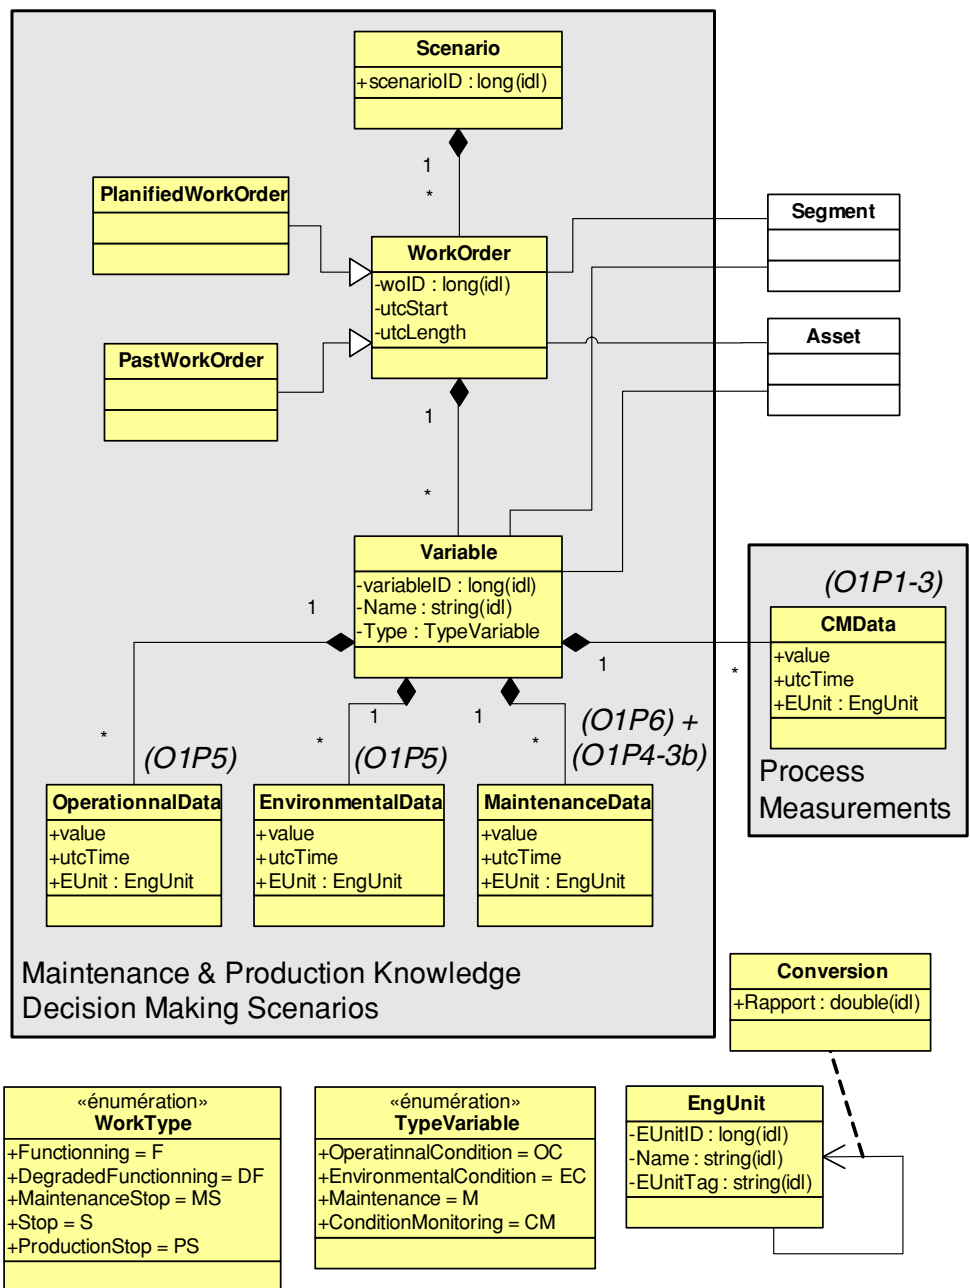 Scenario
+scenarioID : long(idl)
1
*
PlanifiedWorkOrder
WorkOrder
-woID : long(idl)
-utcStart
-utcLength
Segment
PastWorkOrder
Asset
1
*
Variable
-variableID : long(idl)
-Name : string(idl)
-Type : TypeVariable
1
1
*
(O1P1-3)
CMData
+value
+utcTime
+EUnit : EngUnit
Process
Measurements
1
1
*
*
*
(O1P5)
(O1P5)
(O1P6) +
(O1P4-3b)
OperationnalData
+value
+utcTime
+EUnit : EngUnit
EnvironmentalData
+value
+utcTime
+EUnit : EngUnit
MaintenanceData
+value
+utcTime
+EUnit : EngUnit
Maintenance & Production Knowledge
Decision Making Scenarios
Conversion
+Rapport : double(idl)
«énumération»
WorkType
+Functionning = F
+DegradedFunctionning = DF
+MaintenanceStop = MS
+Stop = S
+ProductionStop = PS
«énumération»
TypeVariable
+OperatinnalCondition = OC
+EnvironmentalCondition = EC
+Maintenance = M
+ConditionMonitoring = CM
EngUnit
-EUnitID : long(idl)
-Name : string(idl)
-EUnitTag : string(idl)